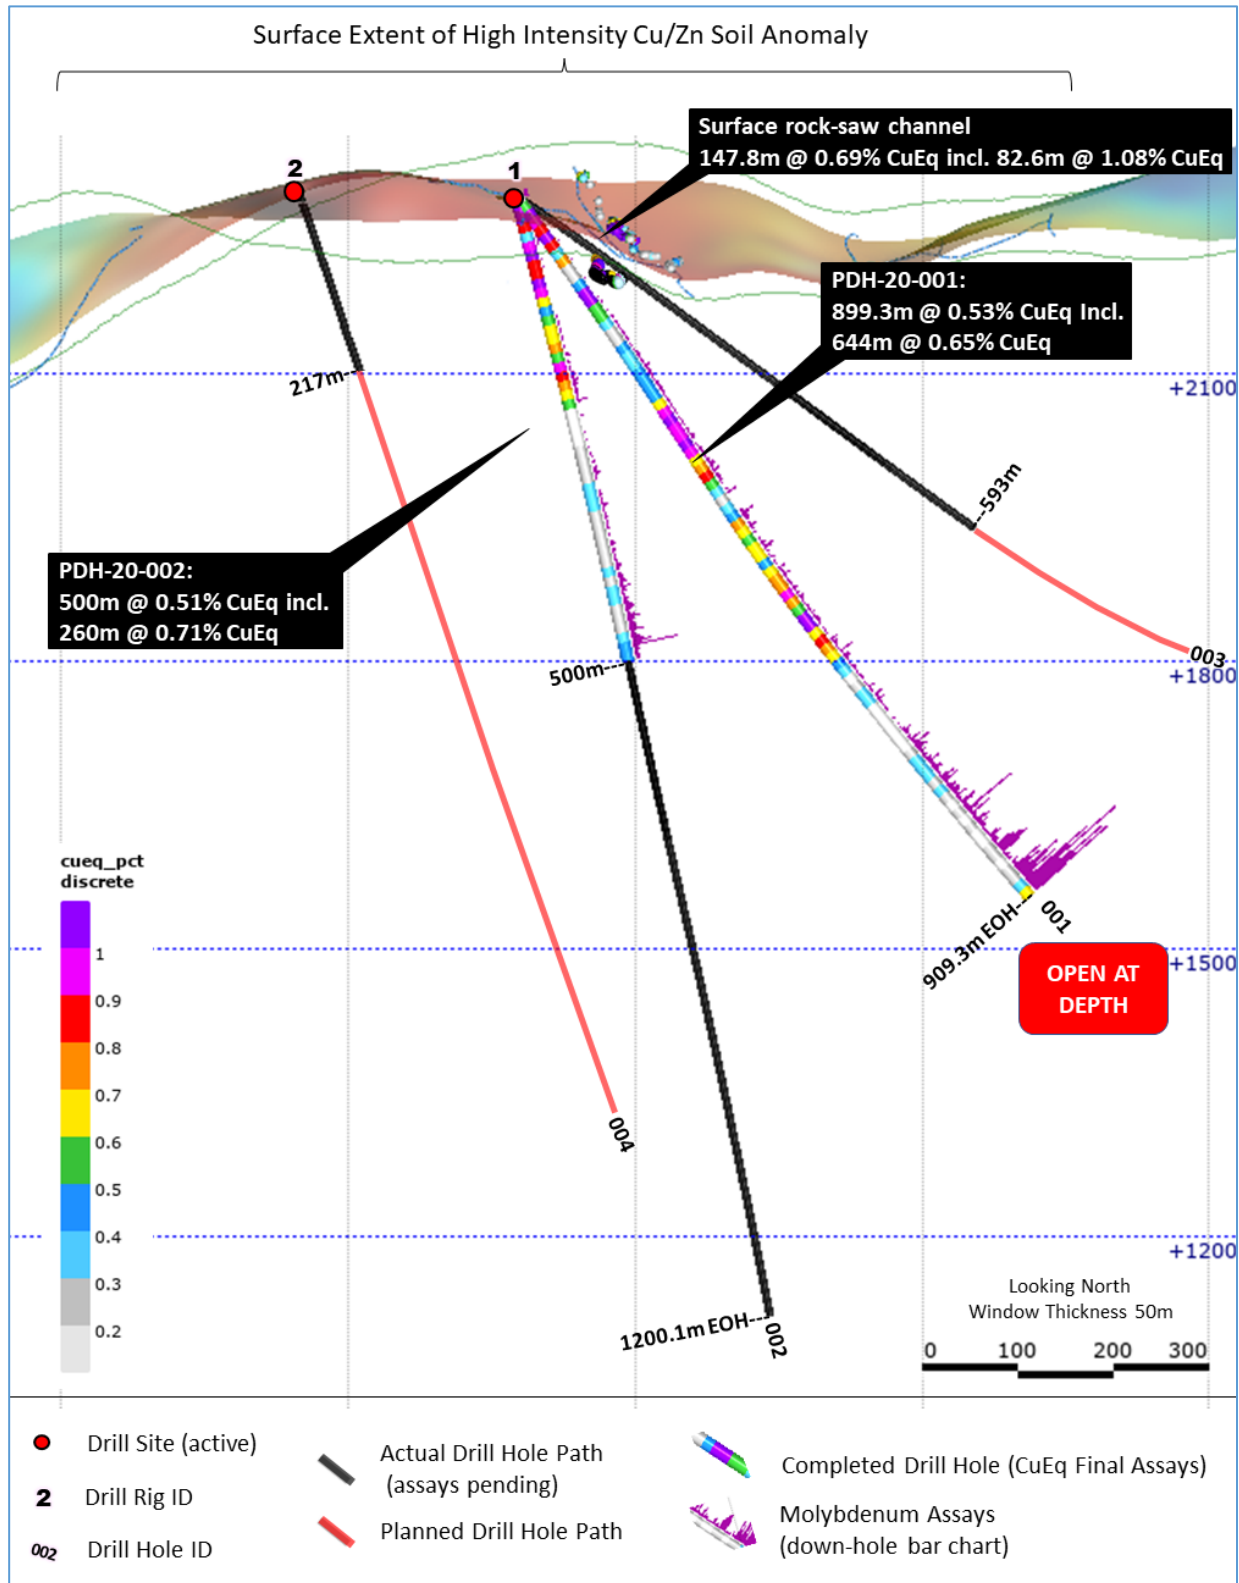 Surface Extent of High Intensity Cu/Zn Soil Anomaly
Surface rock-saw channel
147.8m @ 0.69% CuEq incl. 82.6m @ 1.08% CuEq
2
1
PDH-20-001:
899.3m @ 0.53% CuEq Incl.
644m @ 0.65% CuEq
217m
+2100
593m
PDH-20-002:
500m @ 0.51% CuEq incl.
260m @ 0.71% CuEq
500m
003
+1800
cueq_pct
discrete
1
0.9
0.8
0.7
0.6
0.5
0.4
0.3
0.2
909.3m EOH
001
+1500
OPEN AT
DEPTH
004
+1200
1200.1m EOH
002
Looking North
Window Thickness 50m
0 100 200 300
Drill Site (active)
2 Drill Rig ID
002 Drill Hole ID
Actual Drill Hole Path
(assays pending)
Planned Drill Hole Path
Completed Drill Hole (CuEq Final Assays)
Molybdenum Assays
(down-hole bar chart)